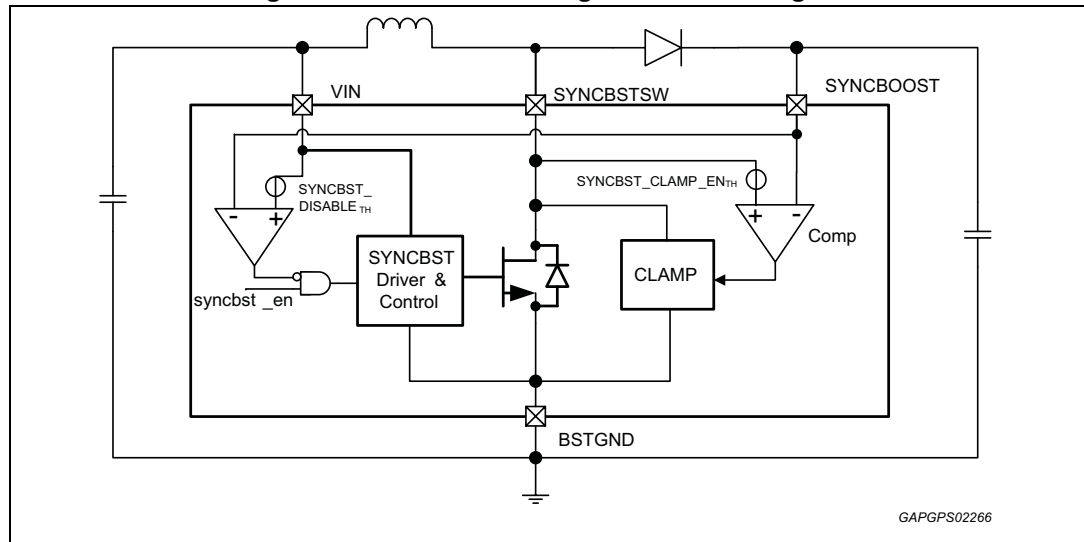 VIN
SYNCBSTSW
SYNCBOOST
SYNCBST_
DISABLE TH
SYNCBST_CLAMP_ENTH
-
+
+
-
Comp
SYNCBST
Driver &
Control
CLAMP
syncbst _en
BSTGND
GAPGPS02266